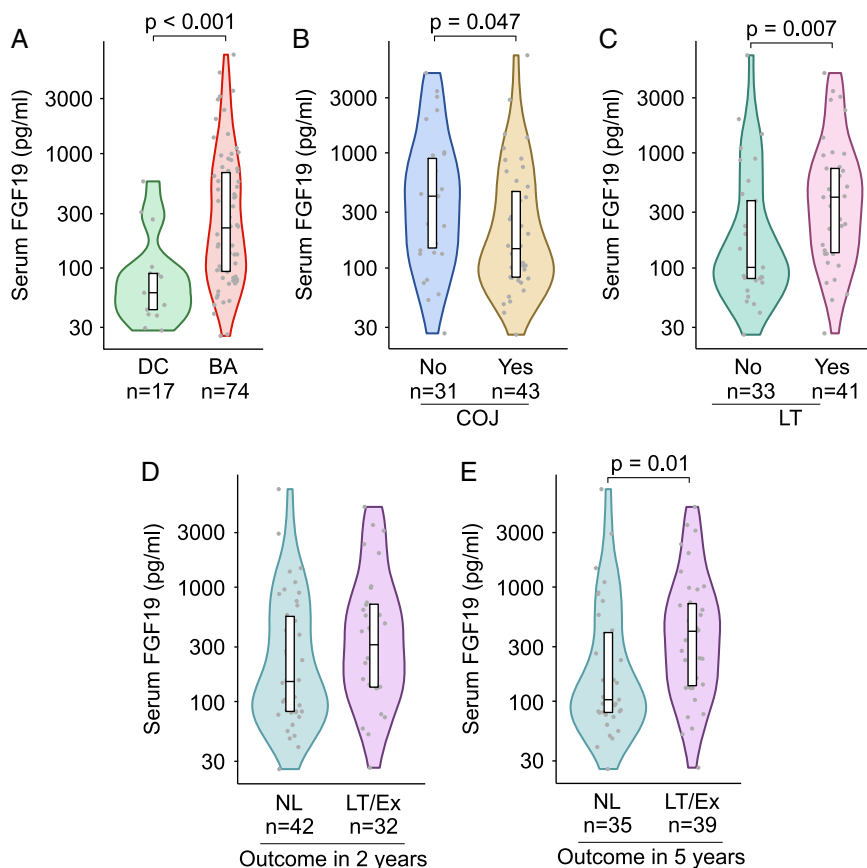 A
p < 0.001
Serum FGF19 (pg/ml)
3000
1000
300
100
30
DC BA
n=17 n=74
B
p = 0.047
Serum FGF19 (pg/ml)
3000
1000
300
100
30
No Yes
n=31 n=43
COJ
C
p = 0.007
Serum FGF19 (pg/ml)
3000
1000
300
100
30
No Yes
n=33 n=41
LT
D
Serum FGF19 (pg/ml)
3000
1000
300
100
30
NL LT/Ex
n=42 n=32
Outcome in 2 years
E
p = 0.01
Serum FGF19 (pg/ml)
3000
1000
300
100
30
NL LT/Ex
n=35 n=39
Outcome in 5 years